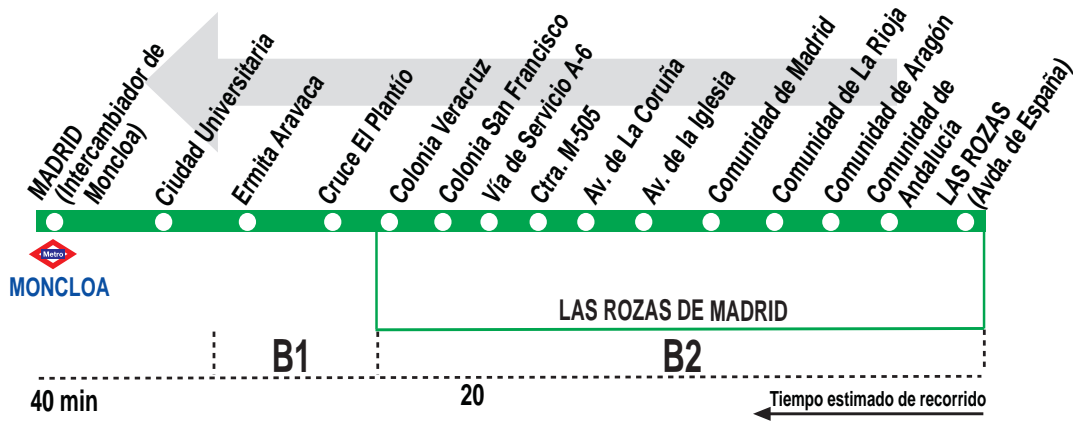 MADRID
(Intercambiador de
Moncloa)
Ciudad Universitaria
Ermita Aravaca
Cruce El Plantío
Colonia Veracruz
Colonia San Francisco
Vía de Servicio A-6
Ctra. M-505
Av. de La Coruña
Av. de la Iglesia
Comunidad de Madrid
Comunidad de La Rioja
Comunidad de Aragón
Comunidad de
Andalucía
LAS ROZAS
(Avda. de España)
Metro
MONCLOA
LAS ROZAS DE MADRID
B1
B2
40 min
20
Tiempo estimado de recorrido